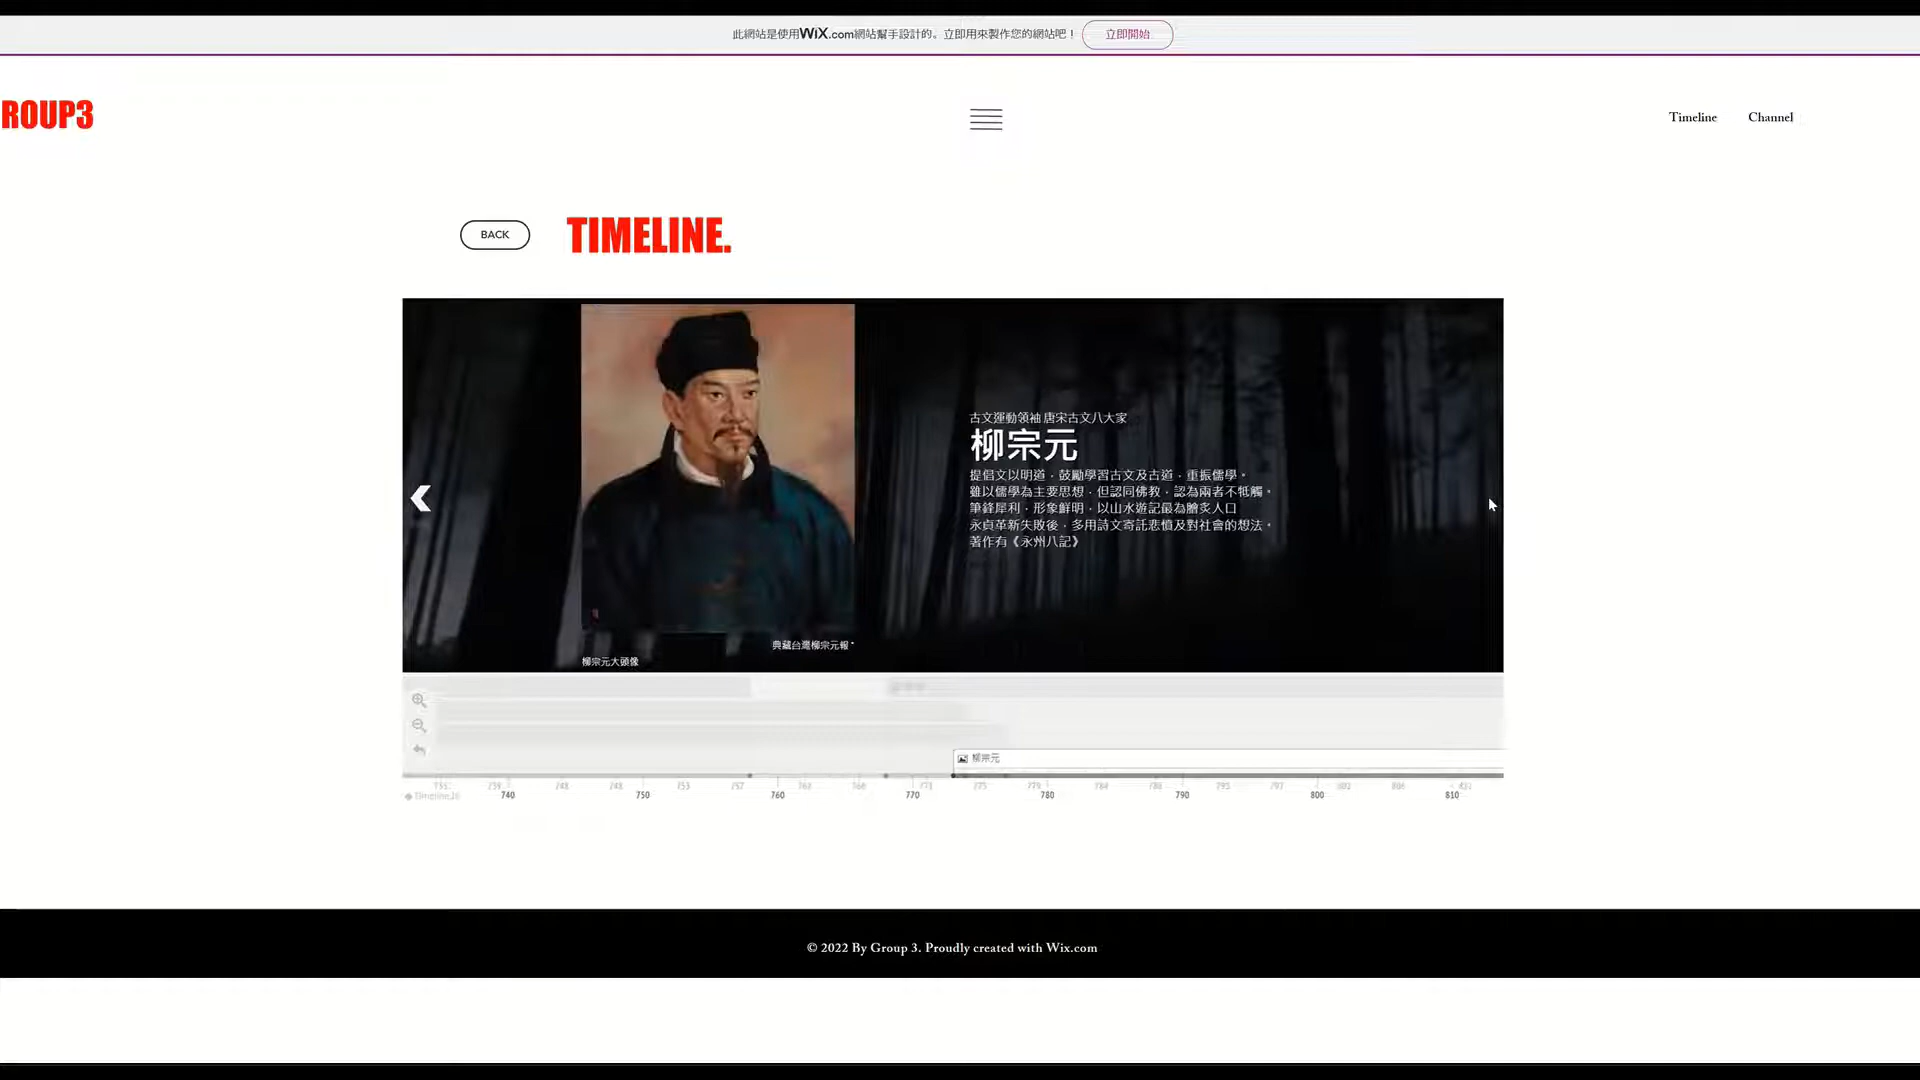 此網站是使用WiX.com網站幫手設計的。立即用來製作您的網站吧！
立即開始
ROUP3
Timeline
Channel
BACK
TIMELINE.
古文運動領袖 唐宋古文八大家
柳宗元
提倡文以明道，鼓勵學習古文及古道，重振儒學。
雖以儒學為主要思想，但認同佛教，認為兩者不牴觸。
筆鋒犀利，形象鮮明，以山水遊記最為膾炙人口
永貞革新失敗後，多用詩文寄託悲憤及對社會的想法。
著作有《永州八記》
典藏台灣柳宗元報"
柳宗元大頭像
柳宗元
TimelineJS
740
750
760
770
780
790
800
810
© 2022 By Group 3. Proudly created with Wix.com